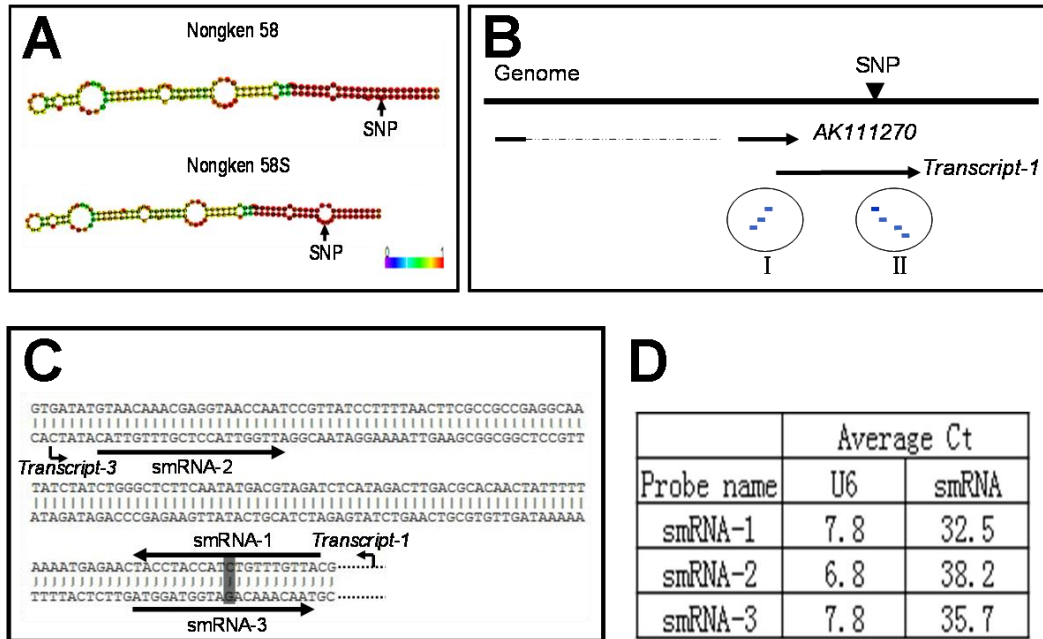 A
Nongken 58
SNP
Nongken 58S
SNP
0 1
B
Genome
SNP
AK111270
Transcript-1
I II
C
GTGATATGTAACAAACGAGGTAACCAATCCGTTATCCTTTTAACTTCGCCGCCGAGGCAA
CACTATACATTGTTTGCTCCATTGGTTAGGCAATAGGAAAATTGAAGCGGCGGCTCCGTT
Transcript-3 smRNA-2
TATCTATCTGGGCTCTTCAATATGACGTAGATCTCATAGACTTGACGCACAACTATTTTT
ATAGATAGACCCGAGAAGTTATACTGCATCTAGAGTATCTGAACTGCGTGTTGATAAAAA
smRNA-1 Transcript-1
AAAATGAGAACTACCTACCATCTGTTTGTTACG
TTTTACTCTTGATGGATGGTAGACAAACAATGC
smRNA-3
D
Average Ct
Probe name U6 smRNA
smRNA-1 7.8 32.5
smRNA-2 6.8 38.2
smRNA-3 7.8 35.7